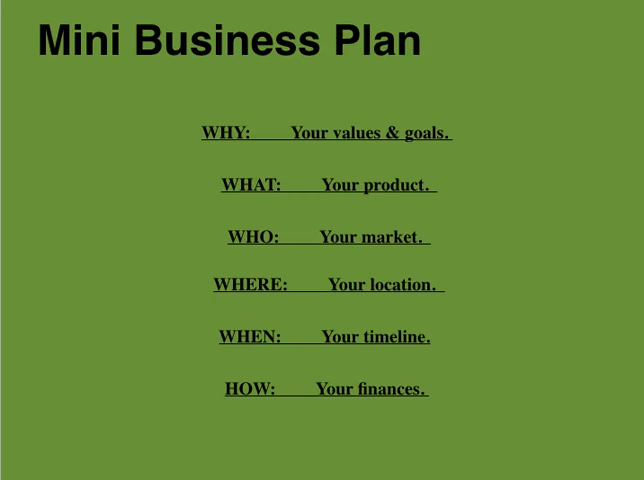 Mini Business Plan
WHY: Your values & goals.
WHAT: Your product.
WHO: Your market.
WHERE: Your location.
WHEN: Your timeline.
HOW: Your finances.